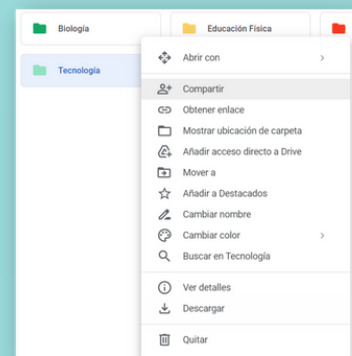 Biología
Educación Física
Tecnología
Abrir con
Compartir
Obtener enlace
Mostrar ubicación de carpeta
Añadir acceso directo a Drive
Mover a
Añadir a Destacados
Cambiar nombre
Cambiar color
Buscar en Tecnología
Ver detalles
Descargar
Quitar